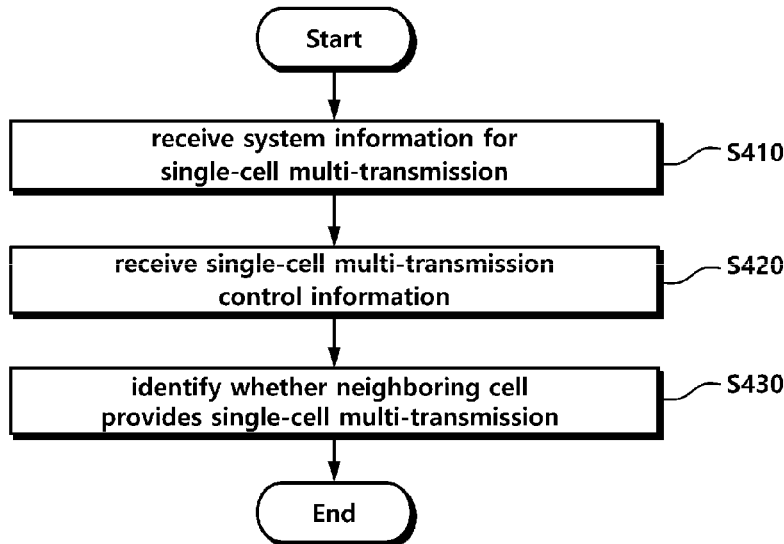 Start
receive system information for
single-cell multi-transmission
S410
receive single-cell multi-transmission
control information
S420
identify whether neighboring cell
provides single-cell multi-transmission
S430
End